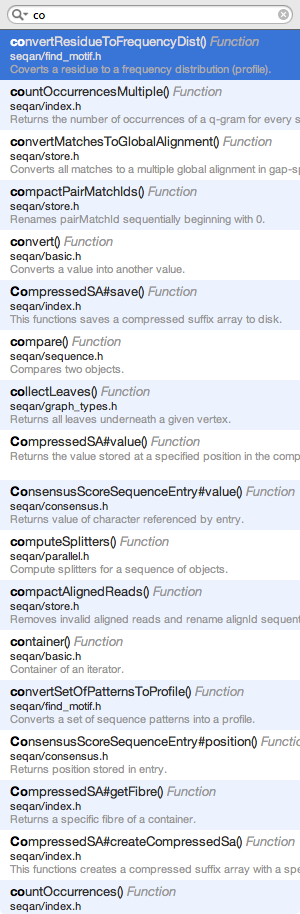 co
convertResidueToFrequencyDist() Function
seqan/find_motif.h
Coverts a residue to a frequency distribution (profile).
countOccurrencesMultiple() Function
seqan/index.h
Returns the number of occurences of a q-gram for every s
convertMatchesToGlobalAlignment() Function
seqan/store.h
Converts all matches to a multiple global alignment in gap-sp
compactPairMatchIds() Function
seqan/store.h
Renames pairMatchId sequentially beginning with 0.
convert() Function
seqan/basic.h
Converts a value into another value.
CompressedSA#save() Function
seqan/index.h
This functions saves a compressed suffix array to disk.
compare() Function
seqan/sequence.h
Compares two objects.
collectLeaves() Function
seqan/graph_types.h
Returns all leaves underneath a given vertex.
CompressedSA#value() Function
Returns the value stored at a specified position in the comp
ConsensusScoreSequenceEntry#value() Function
seqan/consensus.h
Returns value of character referenced by entry.
computeSplitters() Function
seqan/parallel.h
Compute splitters for a sequence of objects.
compactAlignedReads() Function
seqan/store.h
Removes invalid aligned reads and rename alignId sequent
container() Function
seqan/basic.h
Container of an iterator.
convertSetOfPatternsToProfile() Function
seqan/find_motif.h
Converts a set of sequence patterns into a profile.
ConsensusScoreSequenceEntry#position() Functio
seqan/consensus.h
Returns position stored in entry.
CompressedSA#getFibre() Function
seqan/index.h
Returns a specific fibre of a container.
CompressedSA#createCompressedSa() Function
seqan/index.h
This functions creates a compressed suffix array with a spe
countOccurrences() Function
seqan/index.h